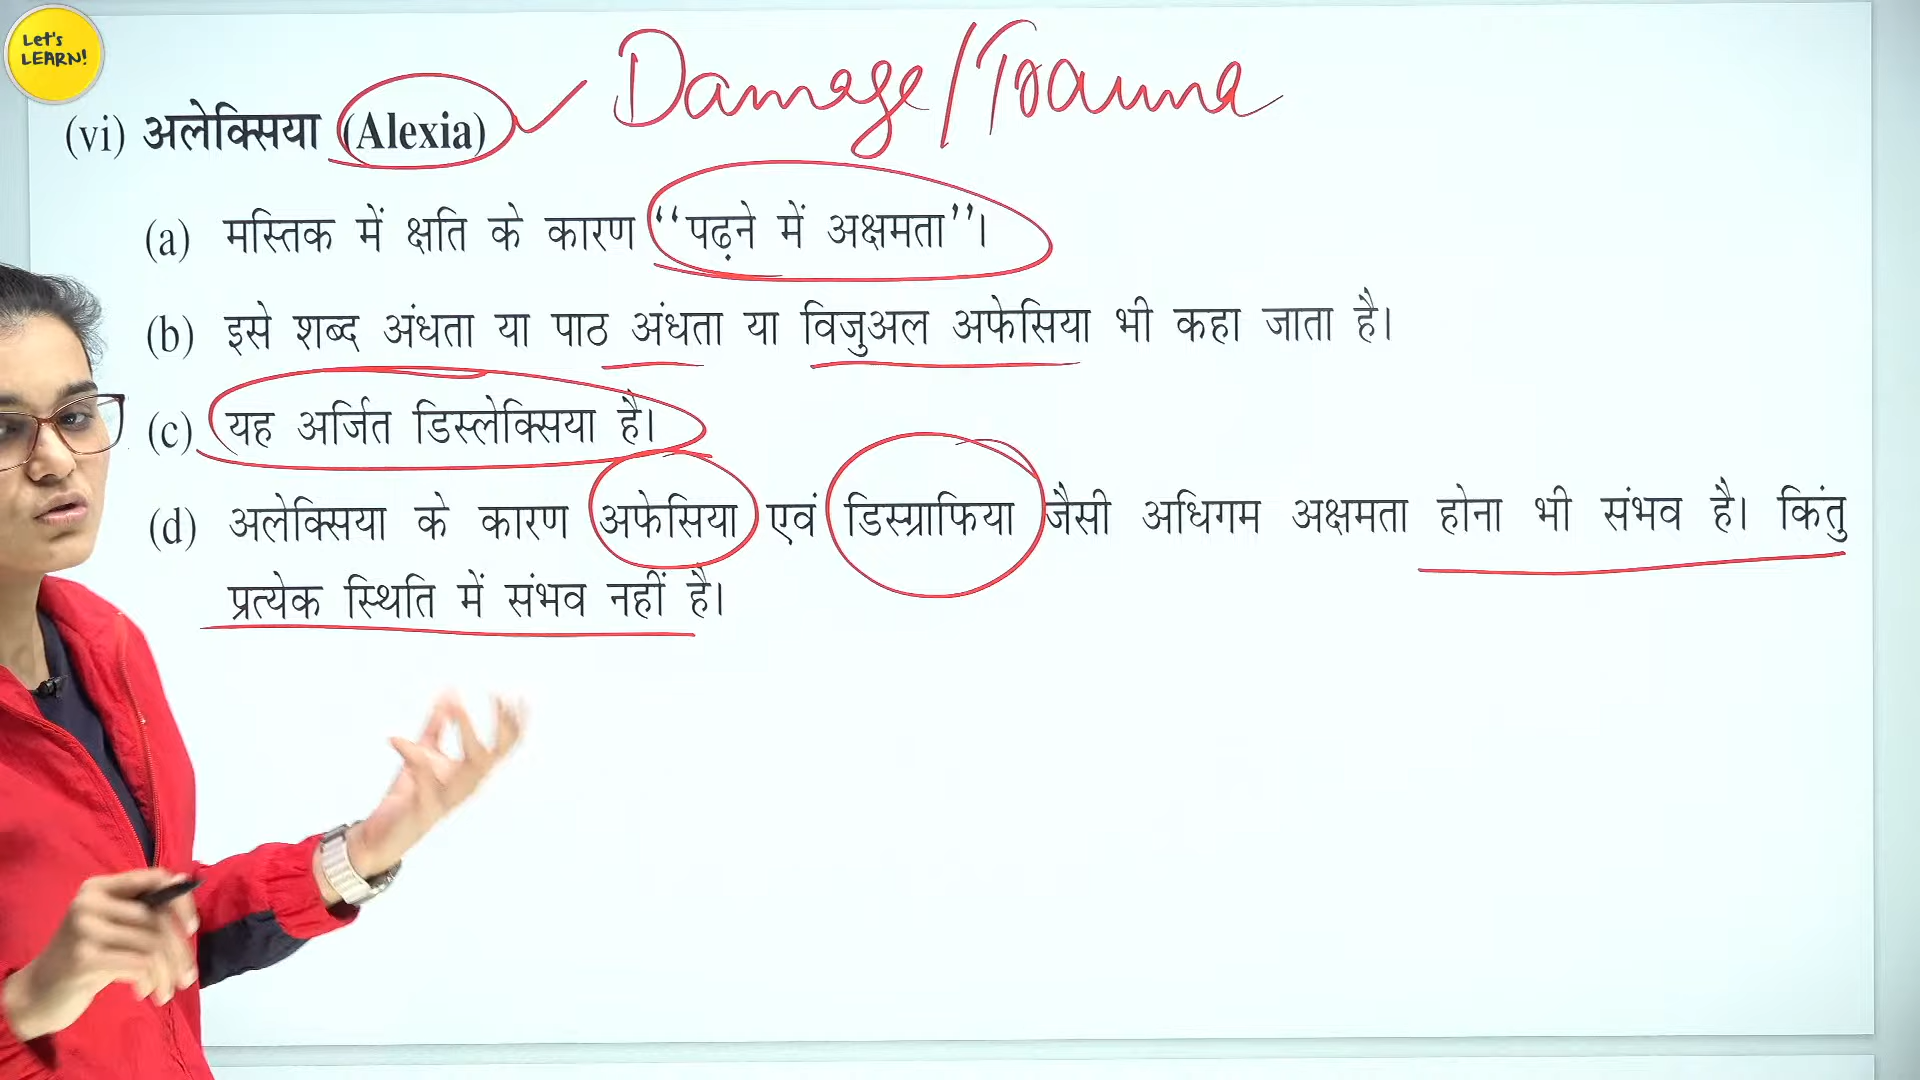 Let's
LEARN!
Damage/Trauma
(vi) अलेक्सिया (Alexia)
(a) मस्तिक में क्षति के कारण “पढ़ने में अक्षमता”।
(b) इसे शब्द अंधता या पाठ अंधता या विजुअल अफेसिया भी कहा जाता है।
(c) यह अर्जित डिस्लेक्सिया है।
(d) अलेक्सिया के कारण अफेसिया एवं डिस्ग्राफिया जैसी अधिगम अक्षमता होना भी संभव है। किंतु
प्रत्येक स्थिति में संभव नहीं है।